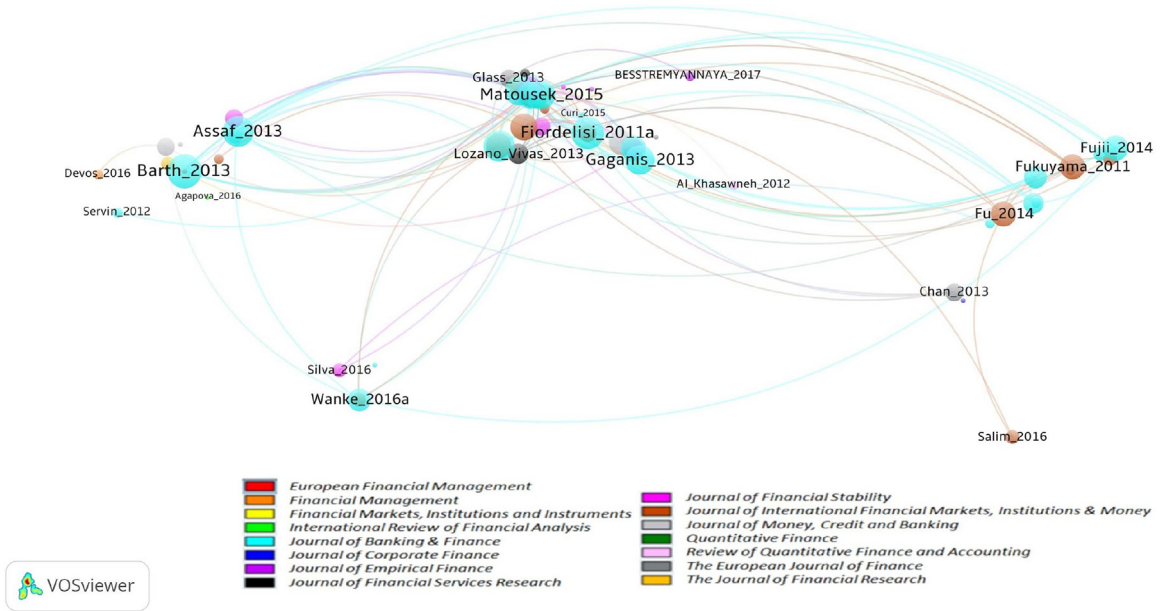 Glass_2013
BESSTREMYANNAYA_2017
Matousek_2015
Curi_2015
Assaf_2013
Fiordelisi_2011a
Lozano_Vivas_2013
Gaganis_2013
Fujii_2014
Fukuyama_2011
Devos_2016
Barth_2013
Agapova_2016
Al_Khasawneh_2012
Servin_2012
Fu_2014
Chan_2013
Silva_2016
Wanke_2016a
Salim_2016
European Financial Management
Financial Management
Financial Markets, Institutions and Instruments
International Review of Financial Analysis
Journal of Banking & Finance
Journal of Corporate Finance
Journal of Empirical Finance
Journal of Financial Services Research
Journal of Financial Stability
Journal of International Financial Markets, Institutions & Money
Journal of Money, Credit and Banking
Quantitative Finance
Review of Quantitative Finance and Accounting
The European Journal of Finance
The Journal of Financial Research
VOSviewer